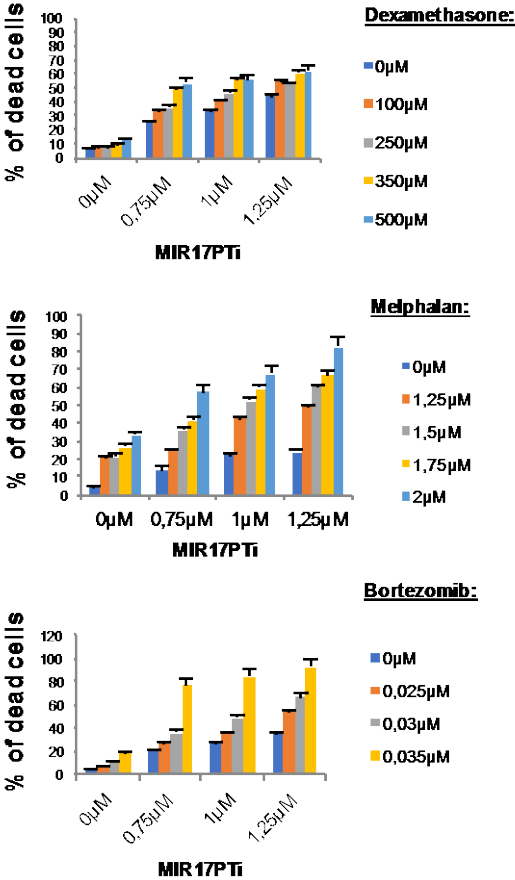 Dexamethasone:
% of dead cells
100
90
80
70
60
50
40
30
20
10
0
0µM
100µM
250µM
350µM
500µM
0µM
0,75µM
1µM
1,25µM
MIR17PTi
Melphalan:
% of dead cells
100
90
80
70
60
50
40
30
20
10
0
0µM
1,25µM
1,5µM
1,75µM
2µM
0µM
0,75µM
1µM
1,25µM
MIR17PTi
Bortezomib:
% of dead cells
120
100
80
60
40
20
0
0µM
0,025µM
0,03µM
0,035µM
0µM
0,75µM
1µM
1,25µM
MIR17PTi